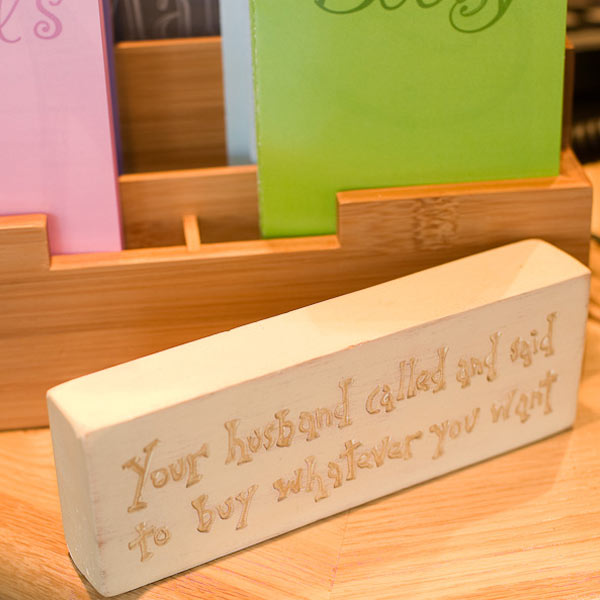 Your husband called and said
to buy whatever you want